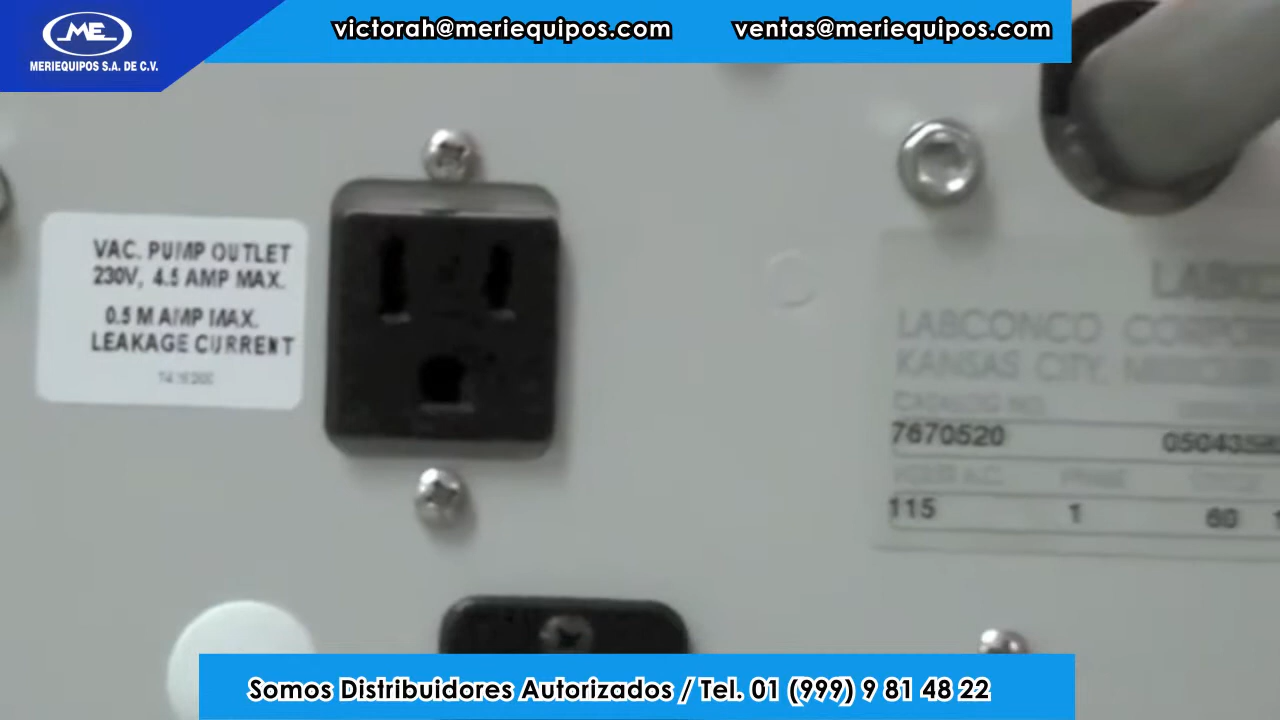 ME
MERIEQUIPOS S.A. DE C.V.
victorah@meriequipos.com
ventas@meriequipos.com
VAC. PUMP OUTLET
230V, 4.5 AMP MAX.
0.5 M AMP MAX.
LEAKAGE CURRENT
LABCONCO
KANSAS CITY,
CATALOG NO.
7670520
115
1
60
Somos Distribuidores Autorizados / Tel. 01 (999) 9 81 48 22